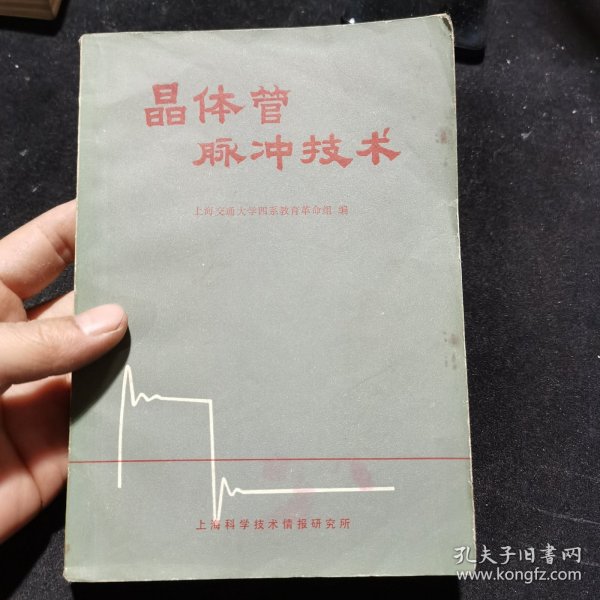 晶体管
脉冲技术
上海交通大学四系教育革命组 编
上海科学技术情报研究所
孔夫子旧书网
www.kongfz.com